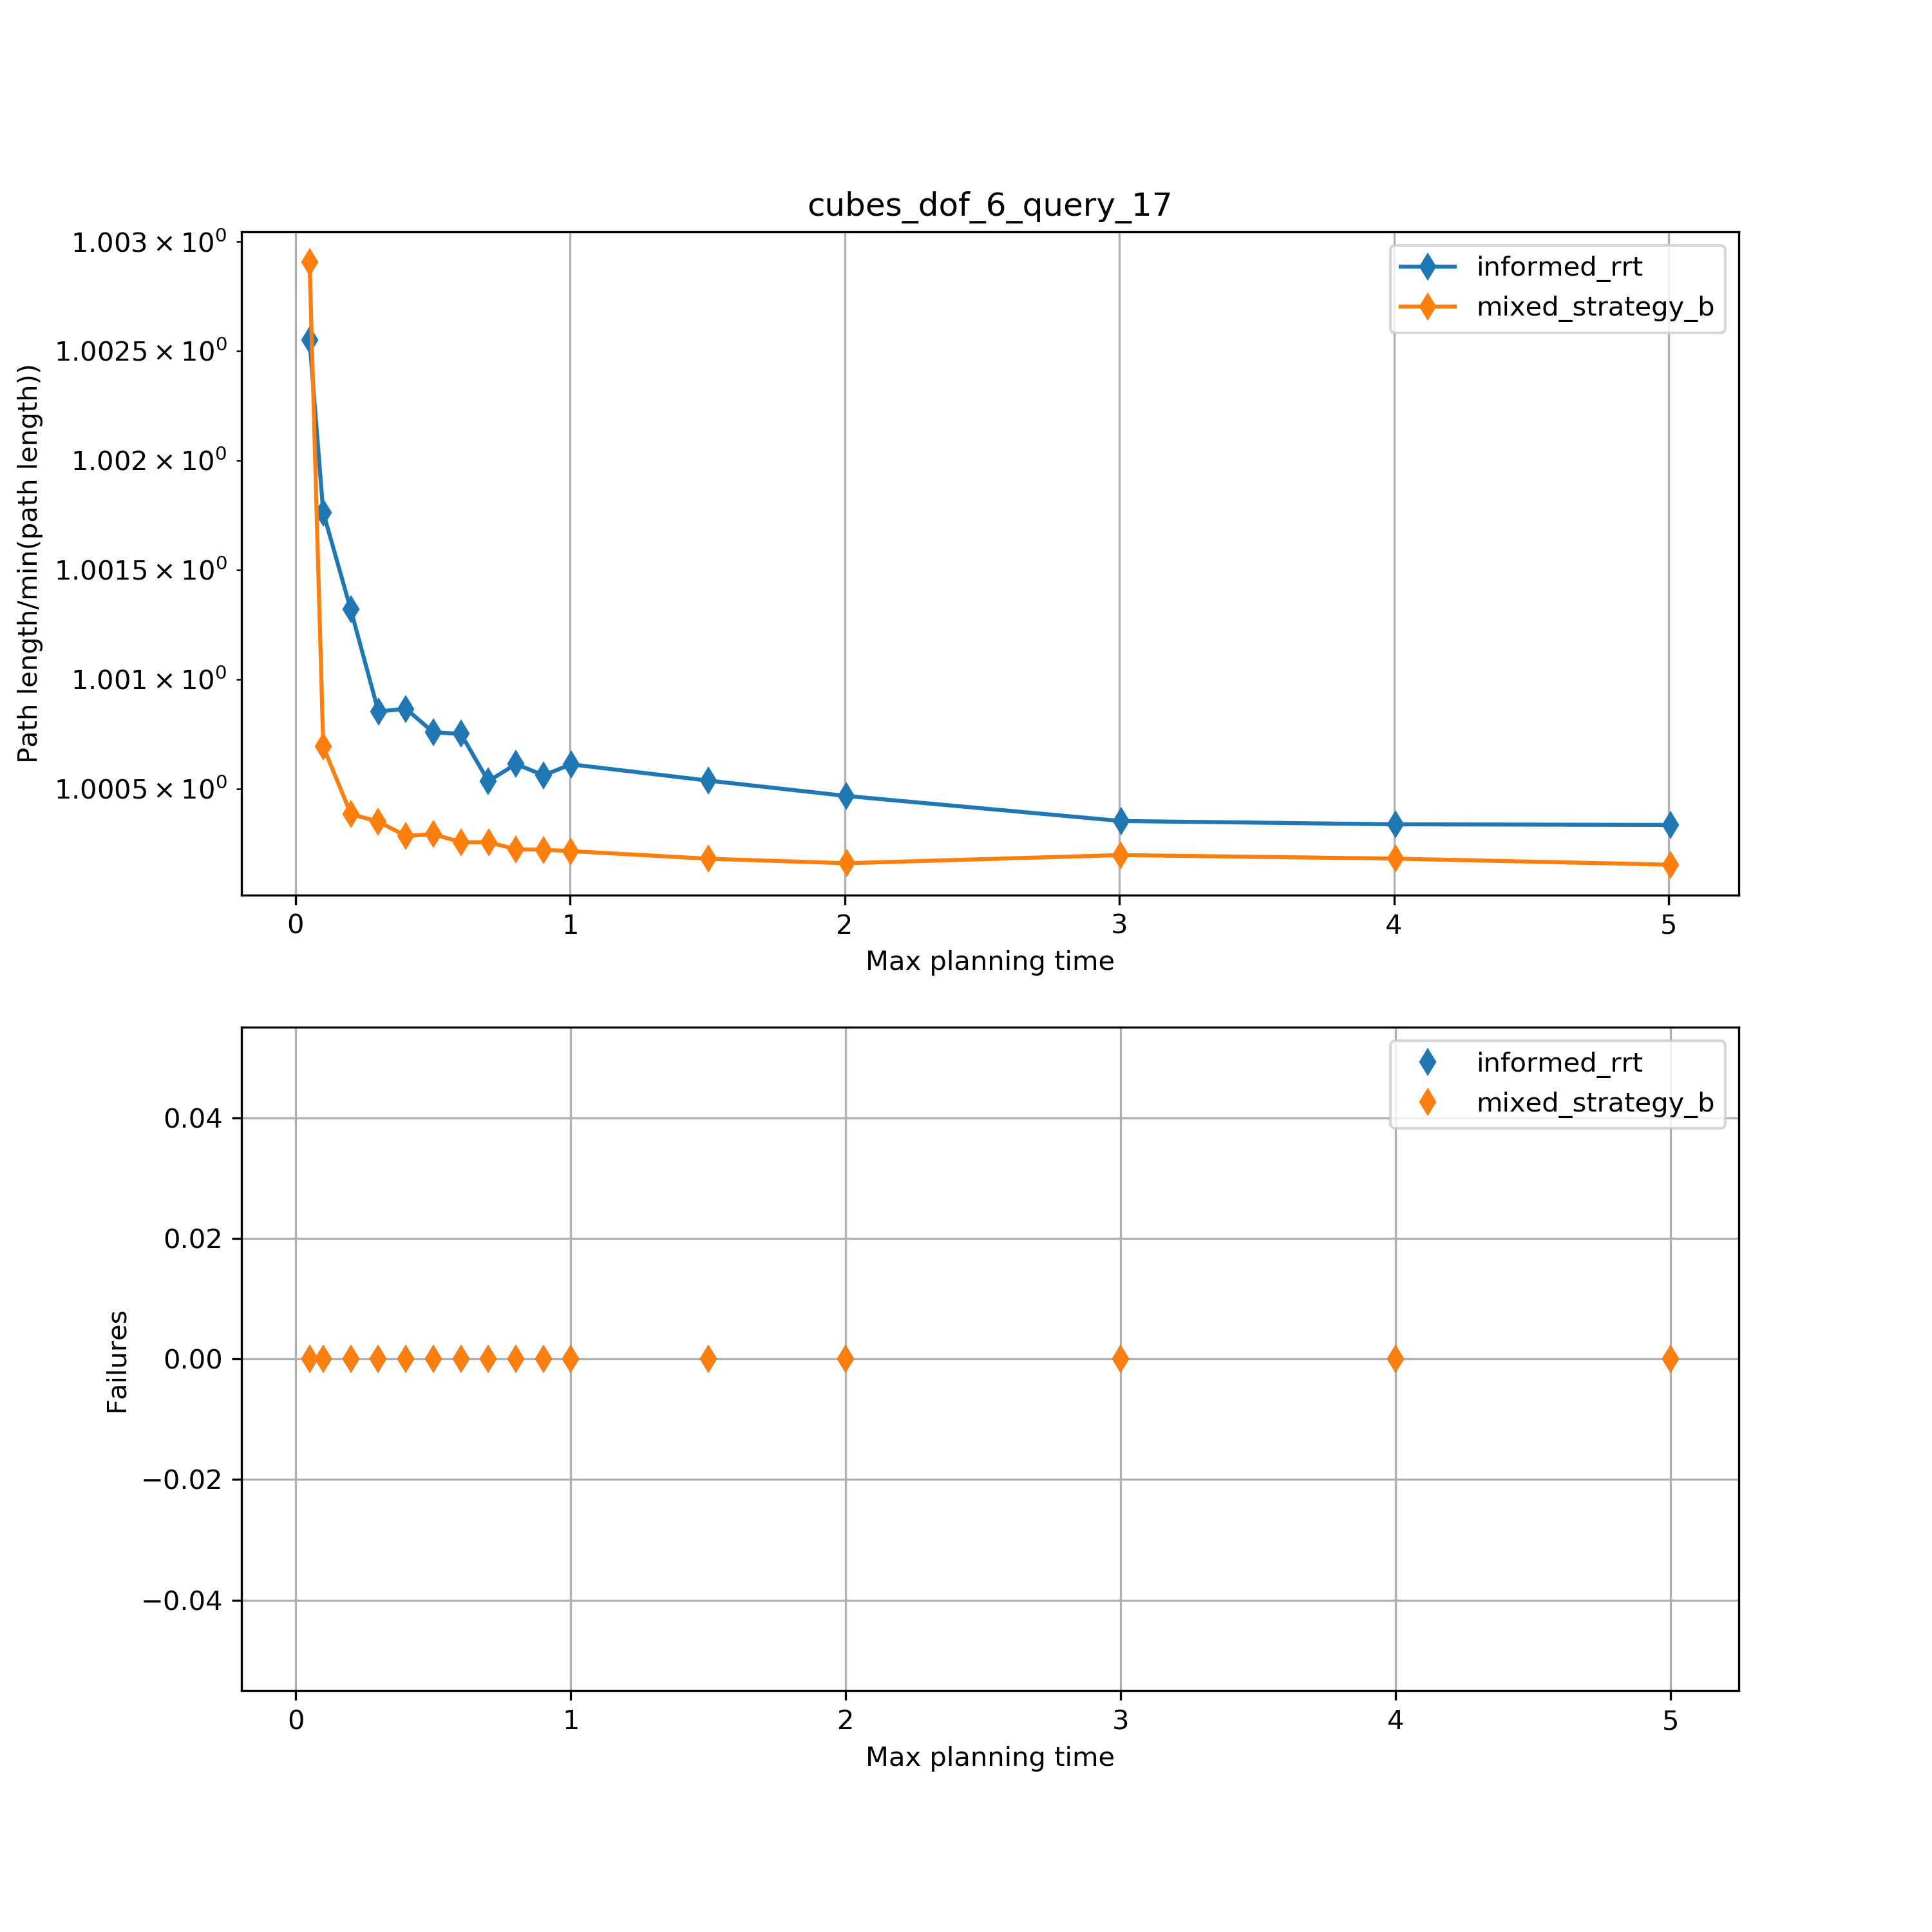 cubes_dof_6_query_17
1.003 × 10⁰
1.0025 × 10⁰
1.002 × 10⁰
1.0015 × 10⁰
1.001 × 10⁰
1.0005 × 10⁰
Path length/min(path length))
informed_rrt
mixed_strategy_b
0 1 2 3 4 5
Max planning time
0.04
0.02
0.00
−0.02
−0.04
Failures
informed_rrt
mixed_strategy_b
0 1 2 3 4 5
Max planning time